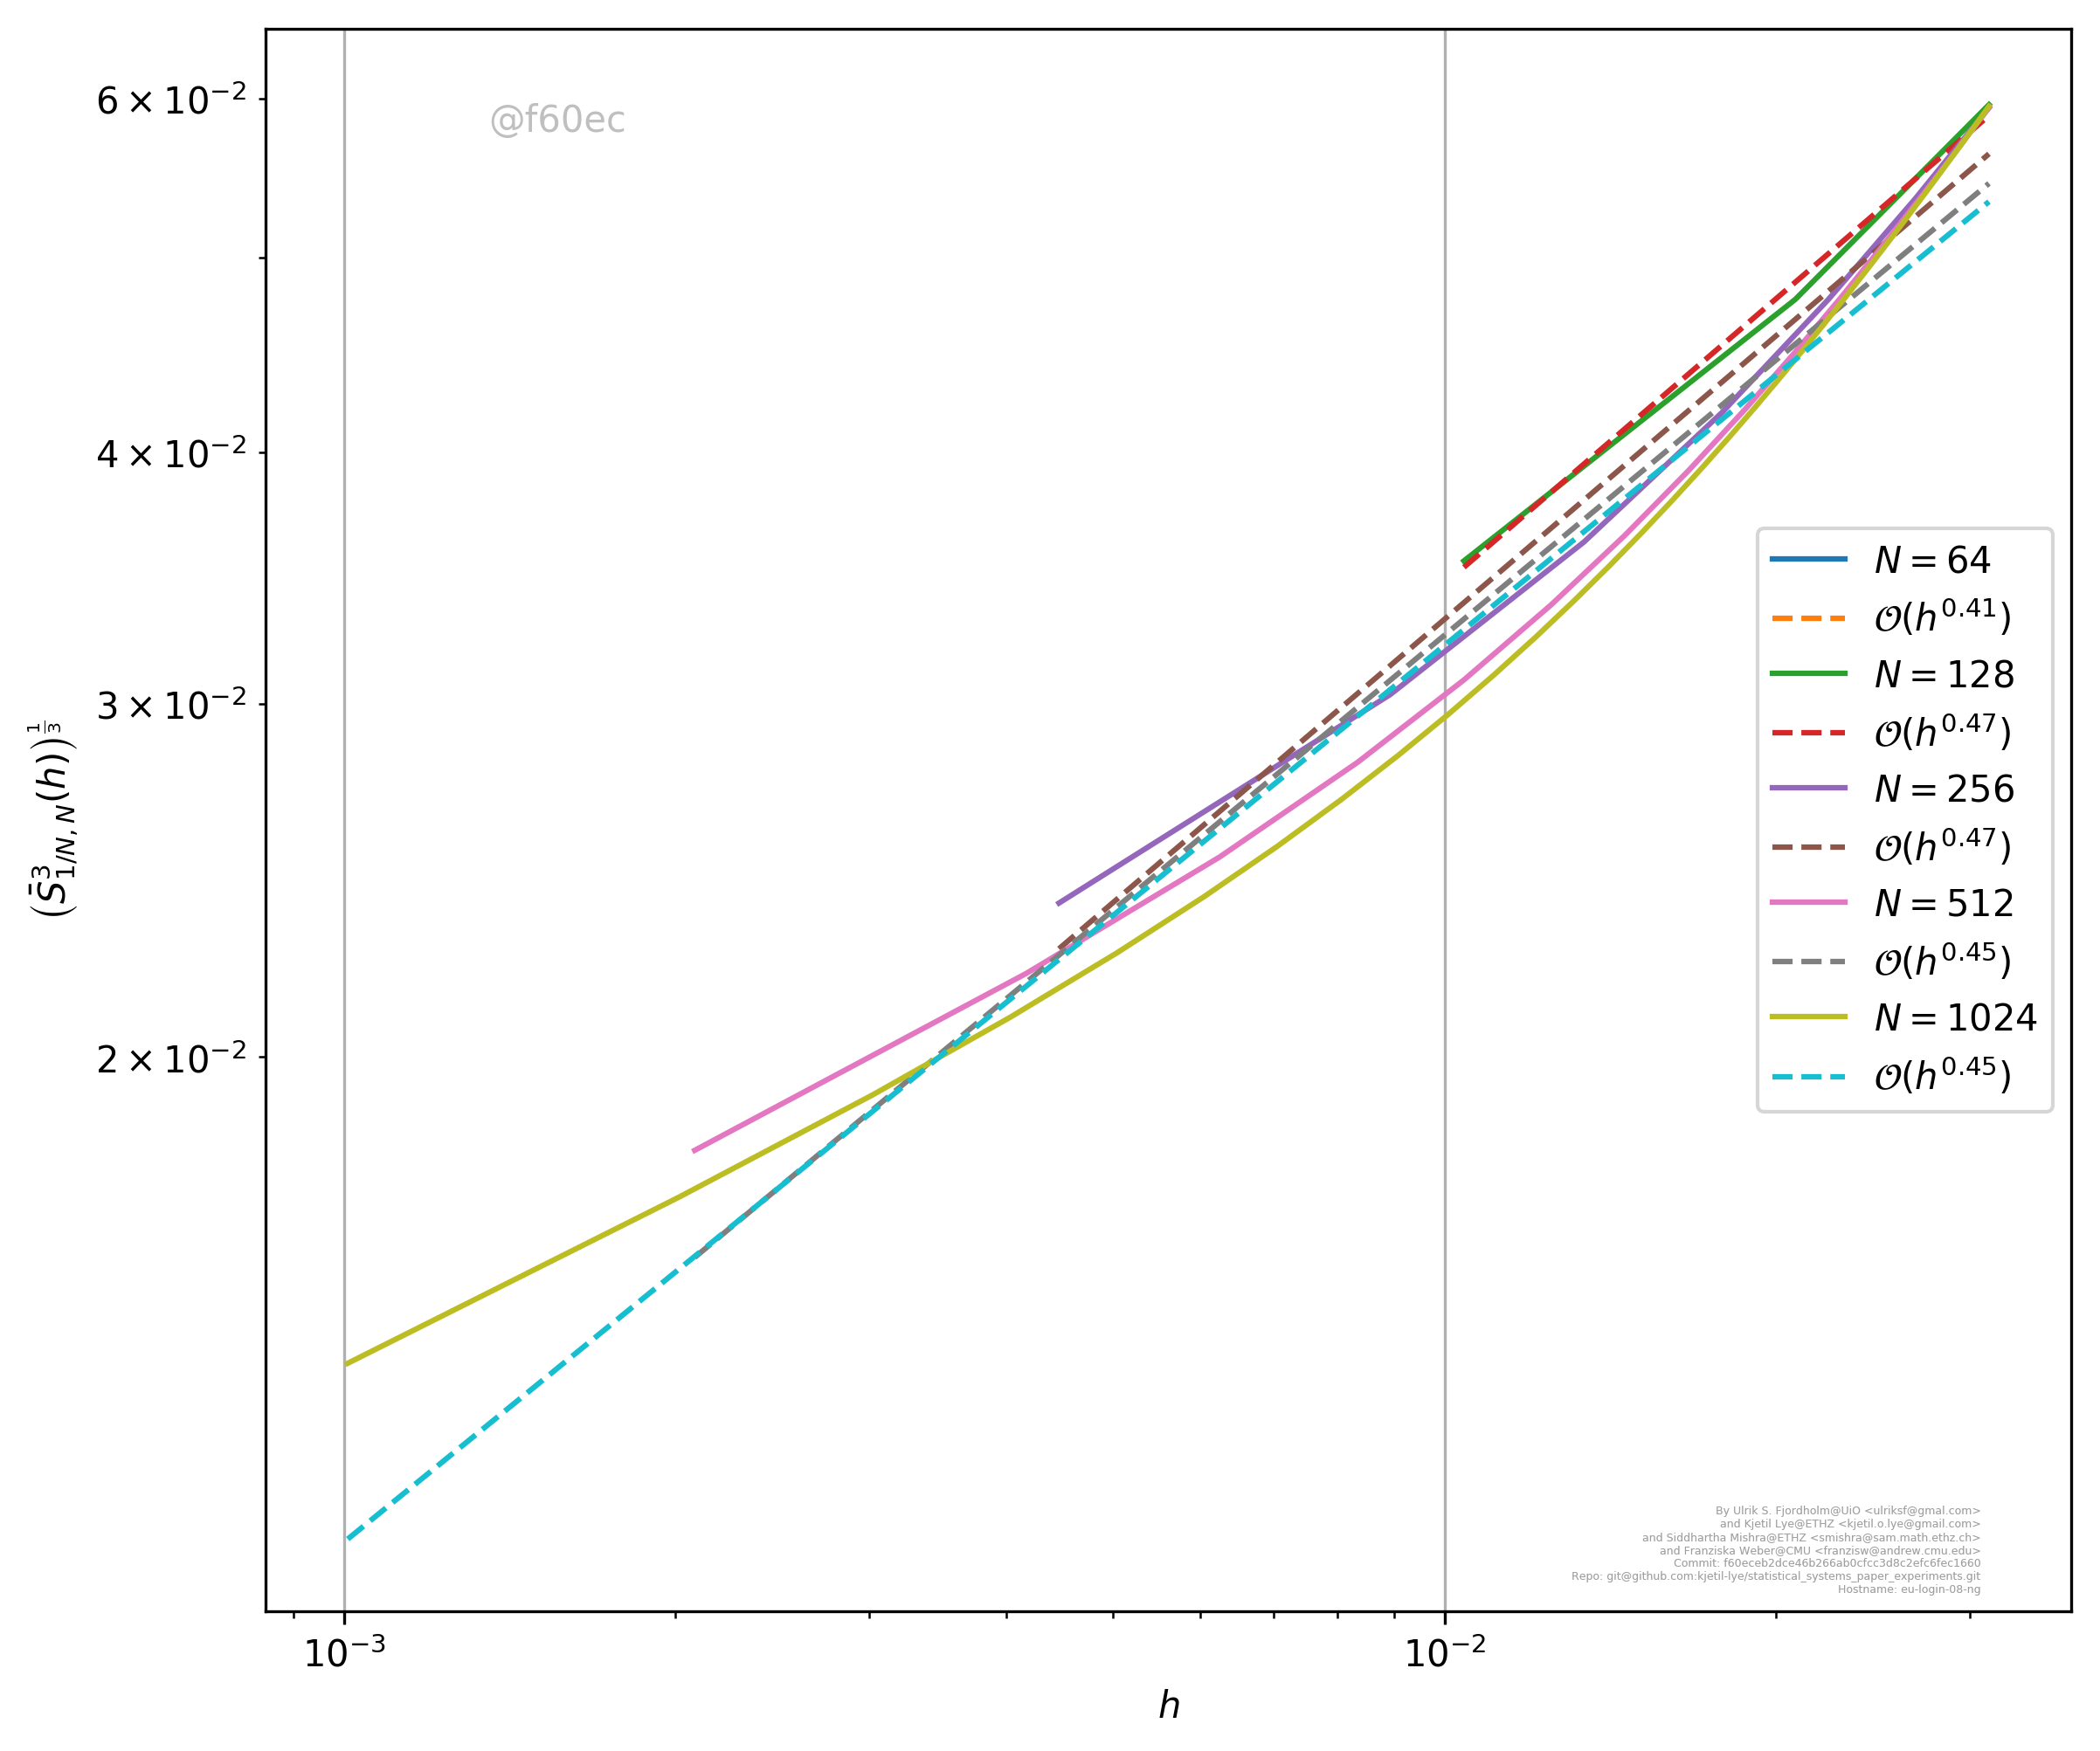 6 × 10⁻²
@f60ec
4 × 10⁻²
3 × 10⁻²
2 × 10⁻²
(S̄³₁/N, N(h))^1/3
N = 64
𝒪(h^0.41)
N = 128
𝒪(h^0.47)
N = 256
𝒪(h^0.47)
N = 512
𝒪(h^0.45)
N = 1024
𝒪(h^0.45)
By Ulrik S. Fjordholm@UiO <ulriksf@gmal.com>
and Kjetil Lye@ETHZ <kjetil.o.lye@gmail.com>
and Siddhartha Mishra@ETHZ <smishra@sam.math.ethz.ch>
and Franziska Weber@CMU <franzisw@andrew.cmu.edu>
Commit: f60eceb2dce46b266ab0cfcc3d8c2efc6fec1660
Repo: git@github.com:kjetil-lye/statistical_systems_paper_experiments.git
Hostname: eu-login-08-ng
10⁻³
10⁻²
h